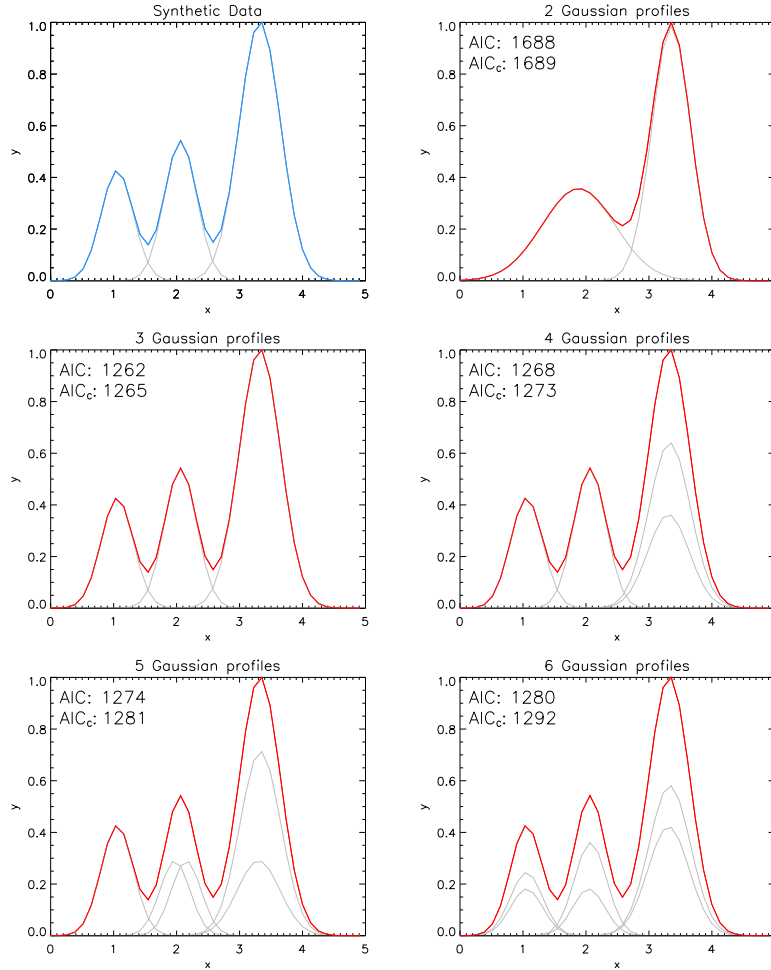 Synthetic Data
1.0
0.8
0.6
0.4
0.2
0.0
y
0 1 2 3 4 5
x
2 Gaussian profiles
AIC: 1688
AICc: 1689
1.0
0.8
0.6
0.4
0.2
0.0
y
0 1 2 3 4
x
3 Gaussian profiles
AIC: 1262
AICc: 1265
1.0
0.8
0.6
0.4
0.2
0.0
y
0 1 2 3 4 5
x
4 Gaussian profiles
AIC: 1268
AICc: 1273
1.0
0.8
0.6
0.4
0.2
0.0
y
0 1 2 3 4
x
5 Gaussian profiles
AIC: 1274
AICc: 1281
1.0
0.8
0.6
0.4
0.2
0.0
y
0 1 2 3 4 5
x
6 Gaussian profiles
AIC: 1280
AICc: 1292
1.0
0.8
0.6
0.4
0.2
0.0
y
0 1 2 3 4
x